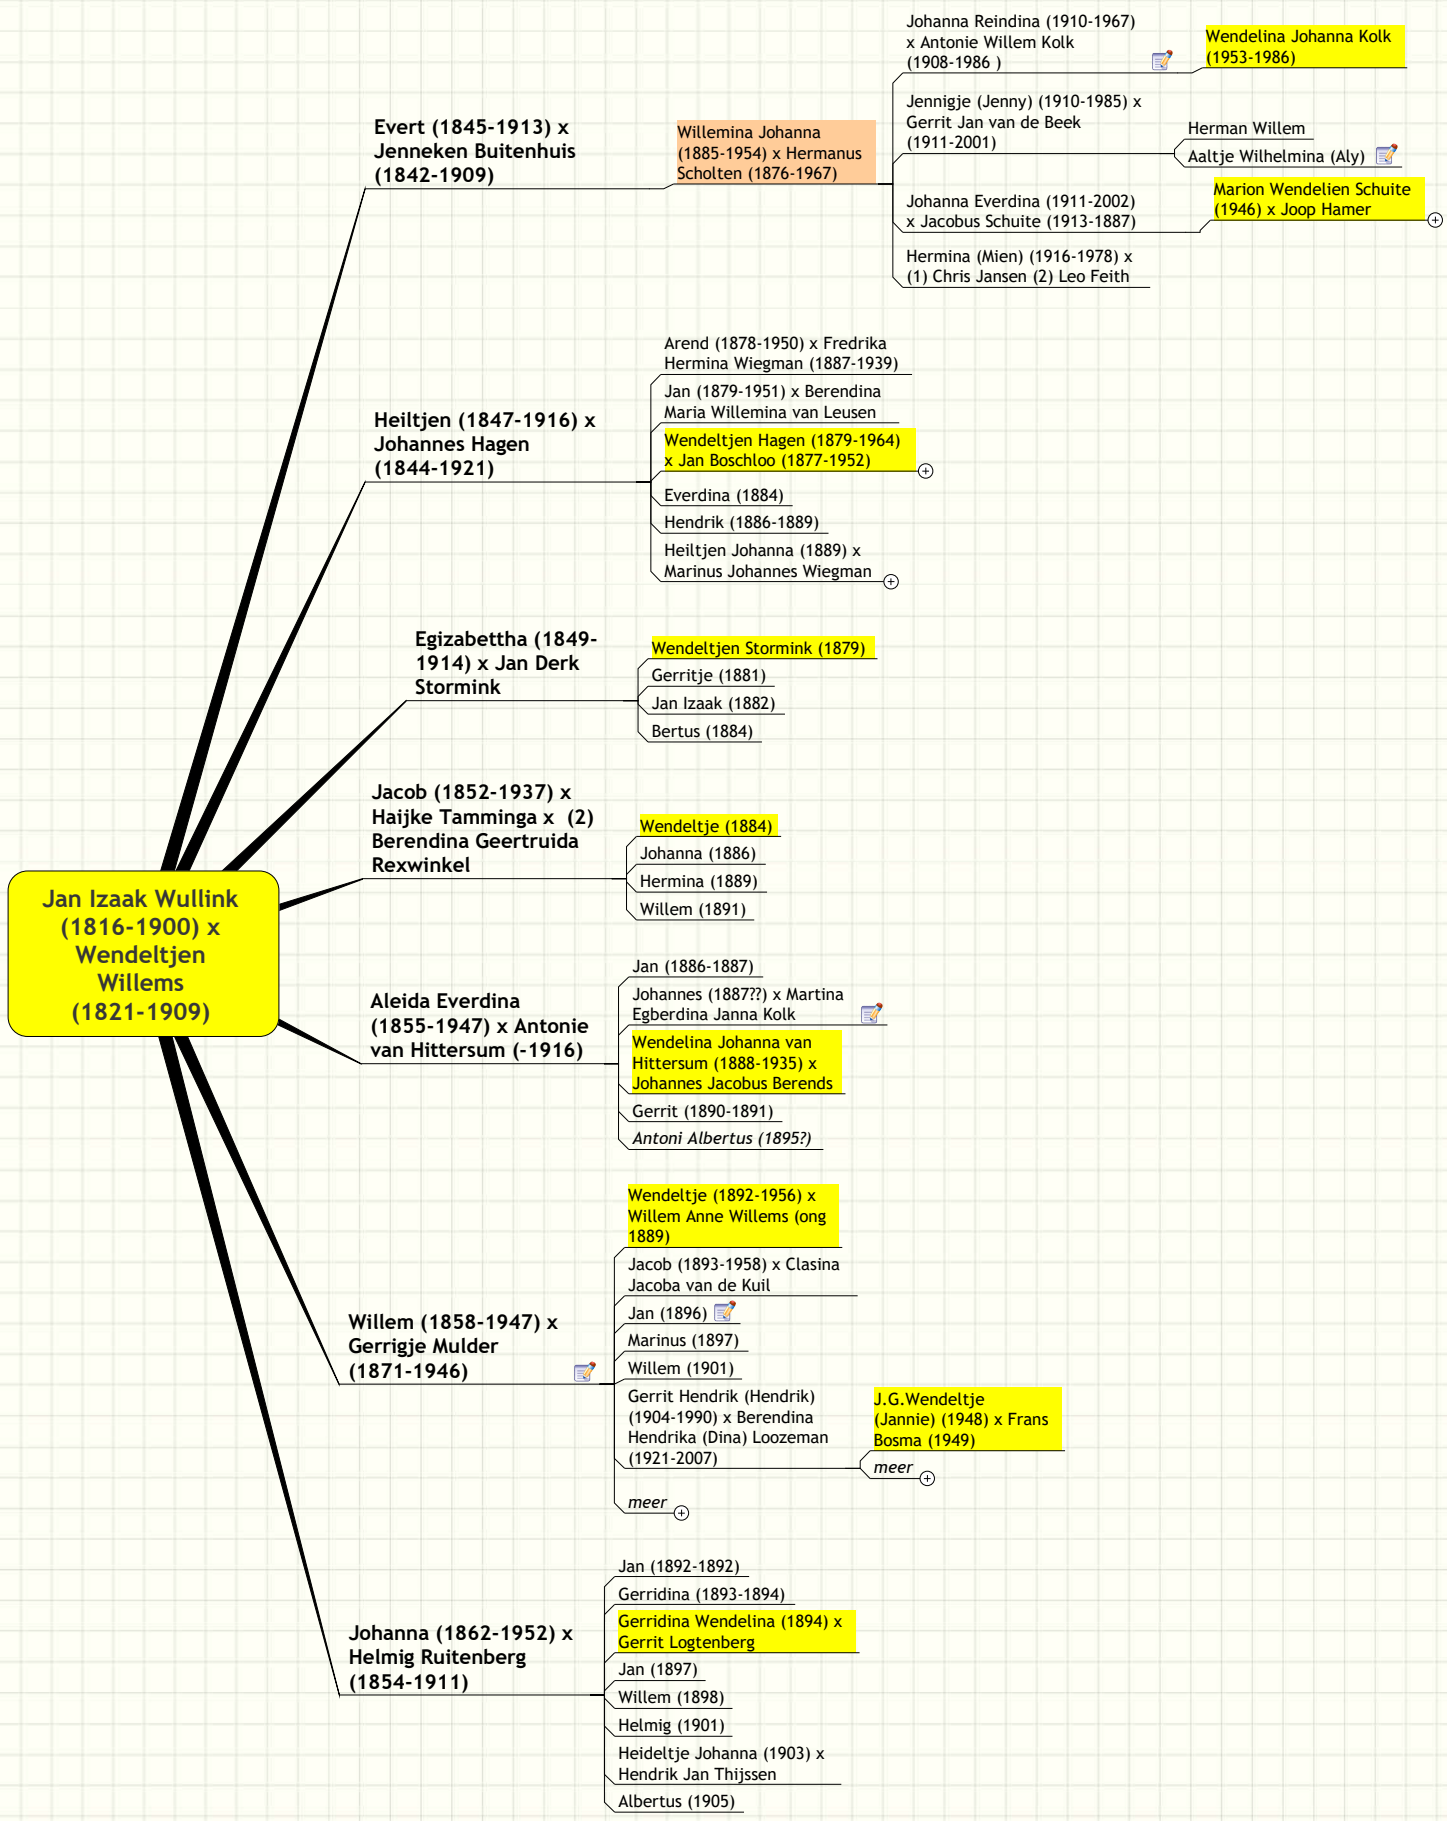 Jan Izaak Wullink
(1816-1900) x
Wendeltjen
Willems
(1821-1909)
Evert (1845-1913) x
Jenneken Buitenhuis
(1842-1909)
Willemina Johanna
(1885-1954) x Hermanus
Scholten (1876-1967)
Johanna Reindina (1910-1967)
x Antonie Willem Kolk
(1908-1986 )
Wendelina Johanna Kolk
(1953-1986)
Jennigje (Jenny) (1910-1985) x
Gerrit Jan van de Beek
(1911-2001)
Herman Willem
Aaltje Wilhelmina (Aly)
Johanna Everdina (1911-2002)
x Jacobus Schuite (1913-1887)
Marion Wendelien Schuite
(1946) x Joop Hamer
Hermina (Mien) (1916-1978) x
(1) Chris Jansen (2) Leo Feith
Heiltjen (1847-1916) x
Johannes Hagen
(1844-1921)
Arend (1878-1950) x Fredrika
Hermina Wiegman (1887-1939)
Jan (1879-1951) x Berendina
Maria Willemina van Leusen
Wendeltjen Hagen (1879-1964)
x Jan Boschloo (1877-1952)
Everdina (1884)
Hendrik (1886-1889)
Heiltjen Johanna (1889) x
Marinus Johannes Wiegman
Egizabettha (1849-
1914) x Jan Derk
Stormink
Wendeltjen Stormink (1879)
Gerritje (1881)
Jan Izaak (1882)
Bertus (1884)
Jacob (1852-1937) x
Haijke Tamminga x  (2)
Berendina Geertruida
Rexwinkel
Wendeltje (1884)
Johanna (1886)
Hermina (1889)
Willem (1891)
Aleida Everdina
(1855-1947) x Antonie
van Hittersum (-1916)
Jan (1886-1887)
Johannes (1887??) x Martina
Egberdina Janna Kolk
Wendelina Johanna van
Hittersum (1888-1935) x
Johannes Jacobus Berends
Gerrit (1890-1891)
Antoni Albertus (1895?)
Willem (1858-1947) x
Gerrigje Mulder
(1871-1946)
Wendeltje (1892-1956) x
Willem Anne Willems (ong
1889)
Jacob (1893-1958) x Clasina
Jacoba van de Kuil
Jan (1896)
Marinus (1897)
Willem (1901)
Gerrit Hendrik (Hendrik)
(1904-1990) x Berendina
Hendrika (Dina) Loozeman
(1921-2007)
J.G.Wendeltje
(Jannie) (1948) x Frans
Bosma (1949)
meer
meer
Johanna (1862-1952) x
Helmig Ruitenberg
(1854-1911)
Jan (1892-1892)
Gerridina (1893-1894)
Gerridina Wendelina (1894) x
Gerrit Logtenberg
Jan (1897)
Willem (1898)
Helmig (1901)
Heideltje Johanna (1903) x
Hendrik Jan Thijssen
Albertus (1905)